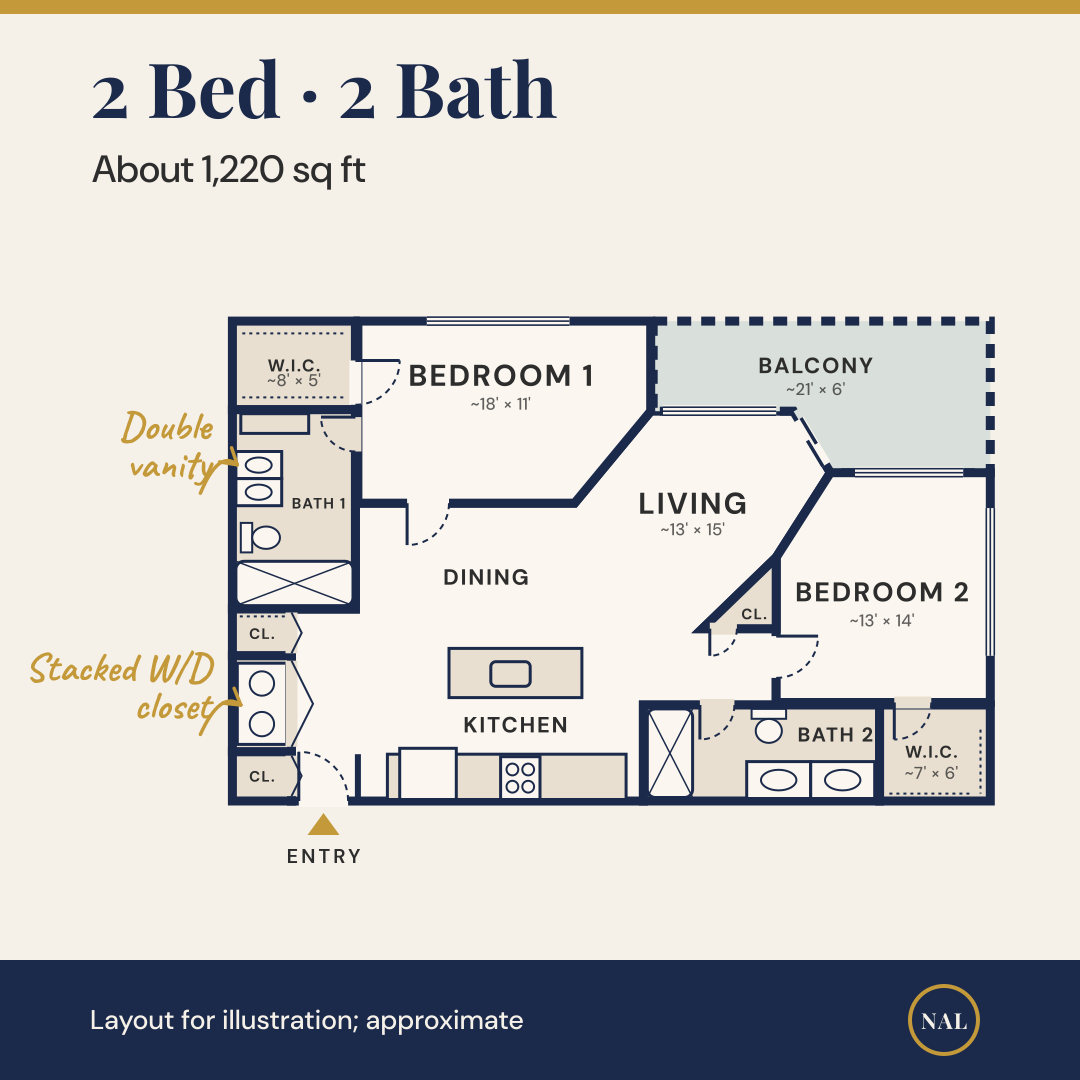 2 Bed · 2 Bath
About 1,220 sq ft
W.I.C.
~8' × 5'
BEDROOM 1
~18' × 11'
BALCONY
~21' × 6'
Double
vanity
BATH 1
LIVING
~13' × 15'
DINING
BEDROOM 2
~13' × 14'
CL.
CL.
Stacked W/D
closet
KITCHEN
BATH 2
W.I.C.
~7' × 6'
CL.
ENTRY
Layout for illustration; approximate
NAL